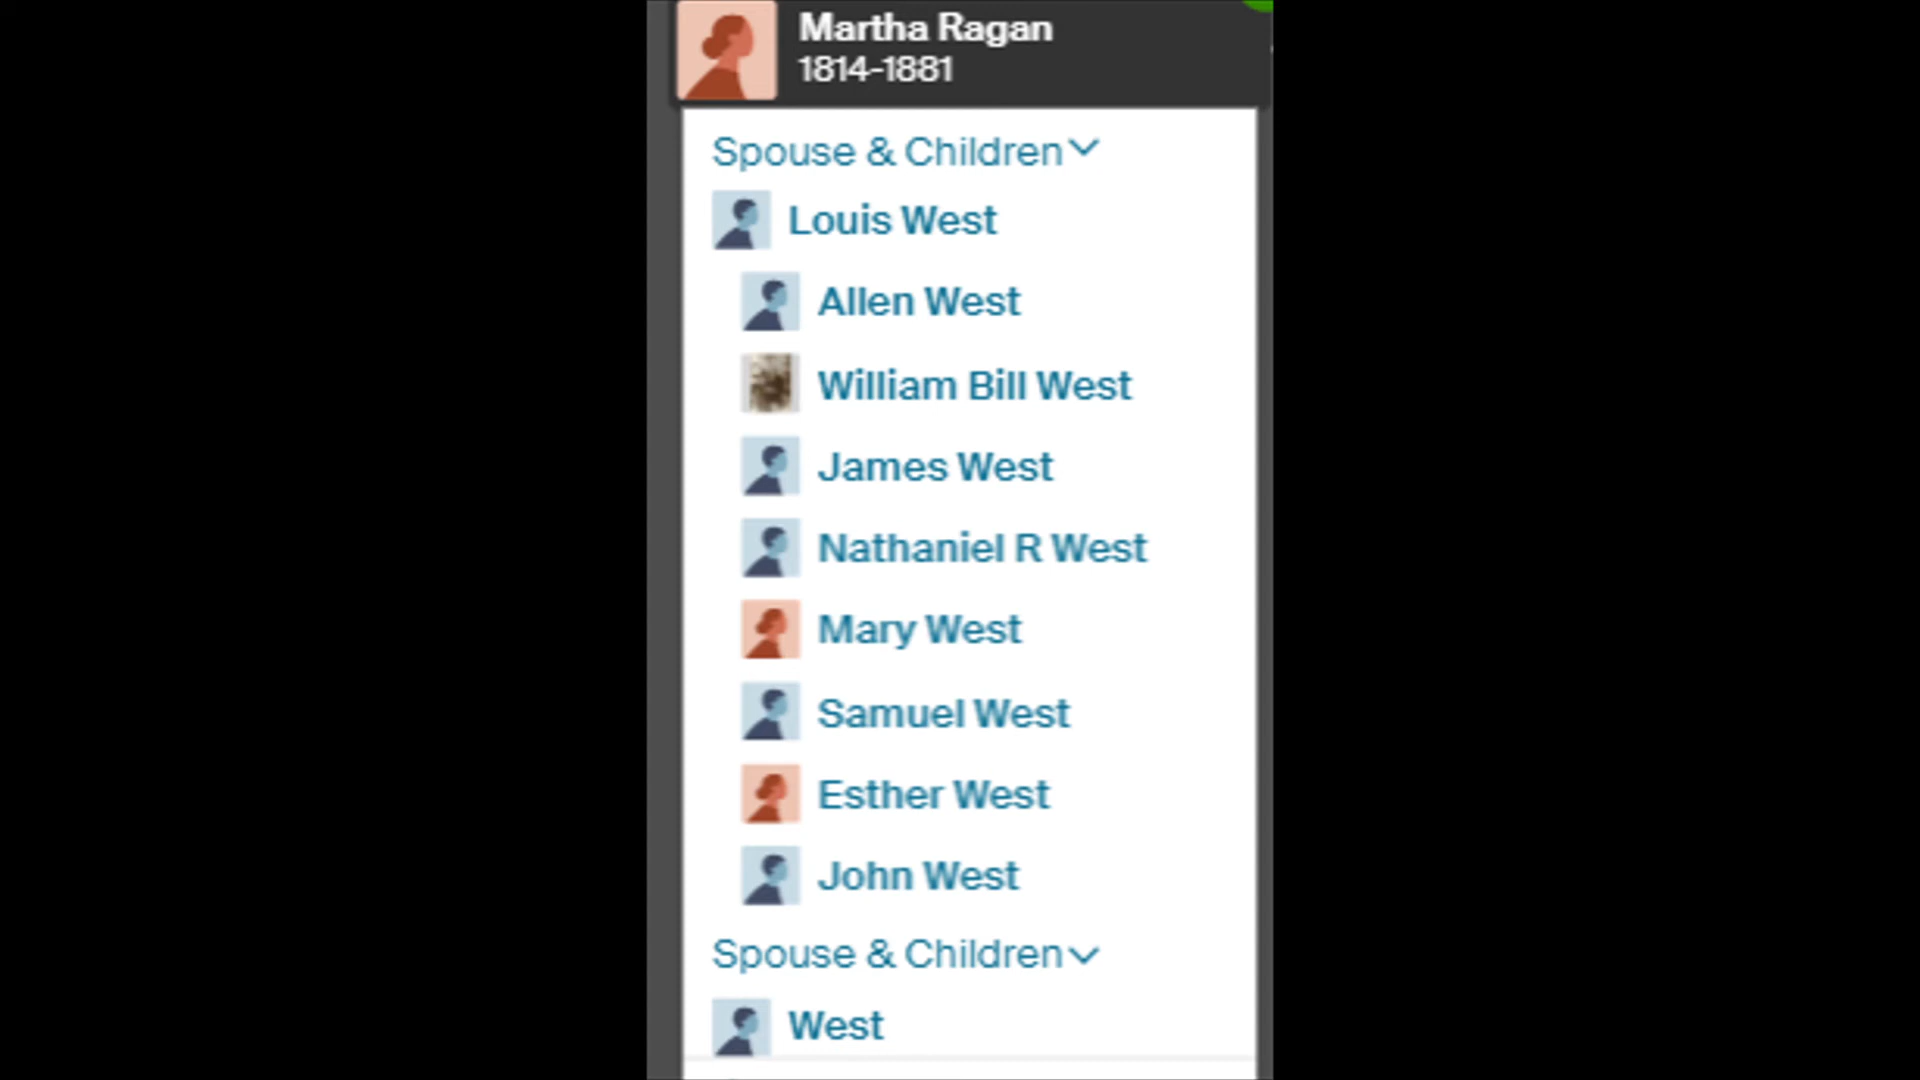 Martha Ragan
1814-1881
Spouse & Children
Louis West
Allen West
William Bill West
James West
Nathaniel R West
Mary West
Samuel West
Esther West
John West
Spouse & Children
West